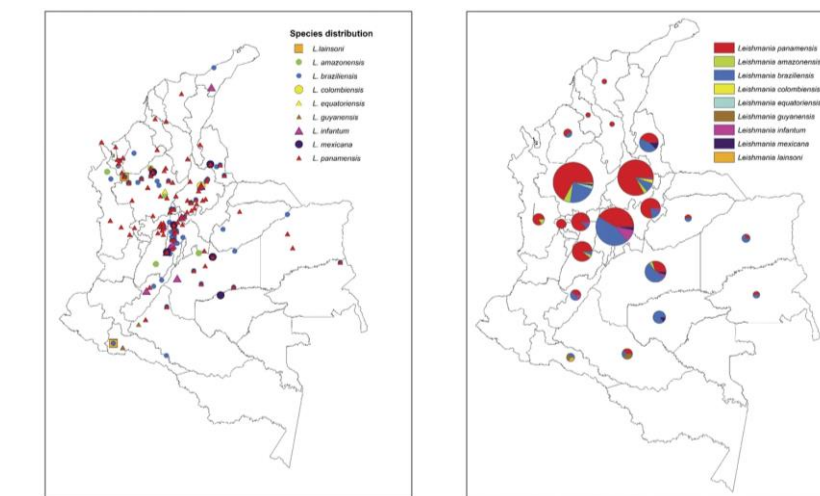 Species distribution
L.lainsoni
L. amazonensis
L. braziliensis
L. colombiensis
L. equatoriensis
L. guyanensis
L. infantum
L. mexicana
L. panamensis
Leishmania panamensis
Leishmania amazonensis
Leishmania braziliensis
Leishmania colombiensis
Leishmania equatoriensis
Leishmania guyanensis
Leishmania infantum
Leishmania mexicana
Leishmania lainsoni